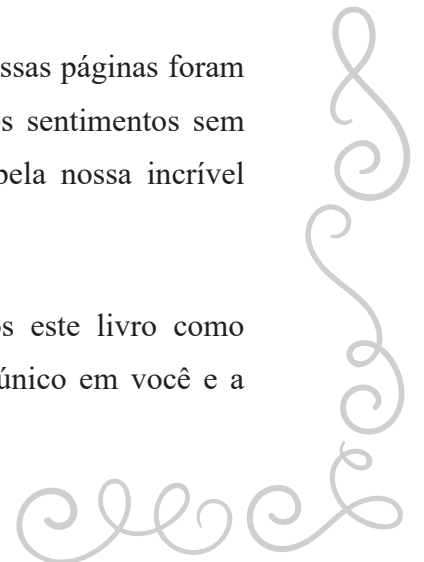 ssas páginas foram
s sentimentos sem
pela nossa incrível
s este livro como
único em você e a